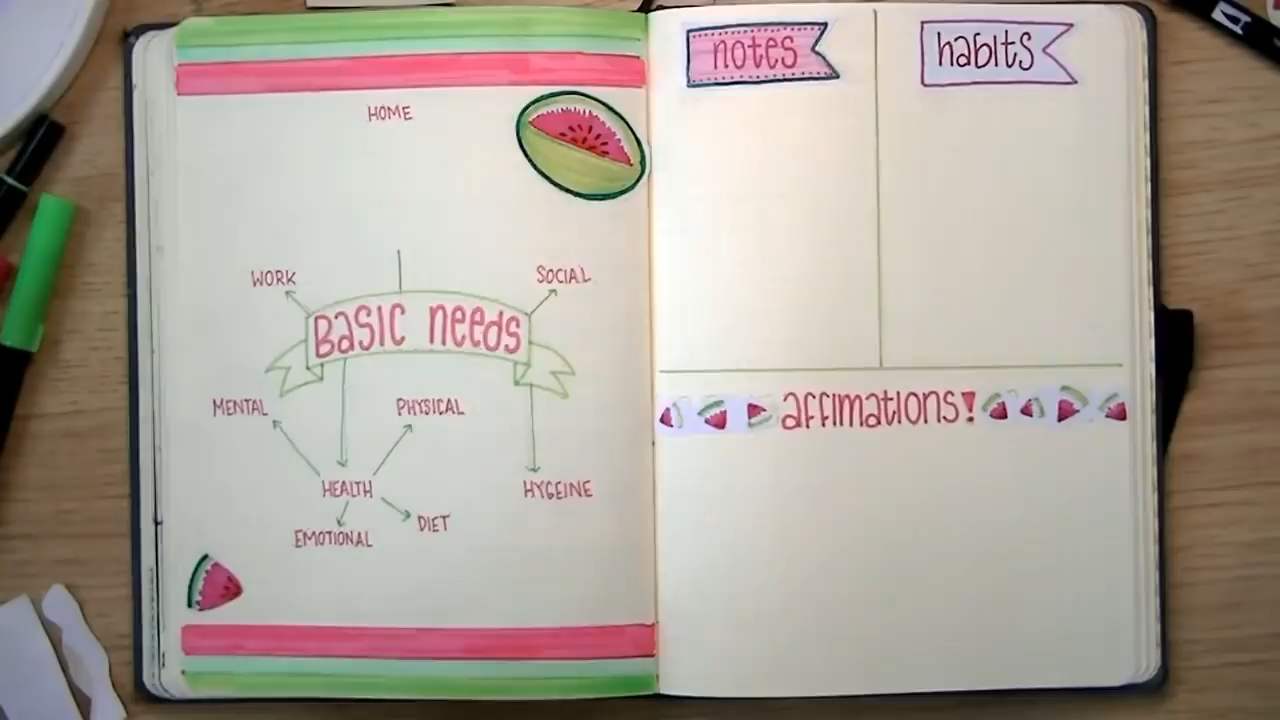 HOME
WORK
SOCIAL
BASIC NEEDS
MENTAL
PHYSICAL
HEALTH
HYGEINE
EMOTIONAL
DIET
notes
habits
affimations!